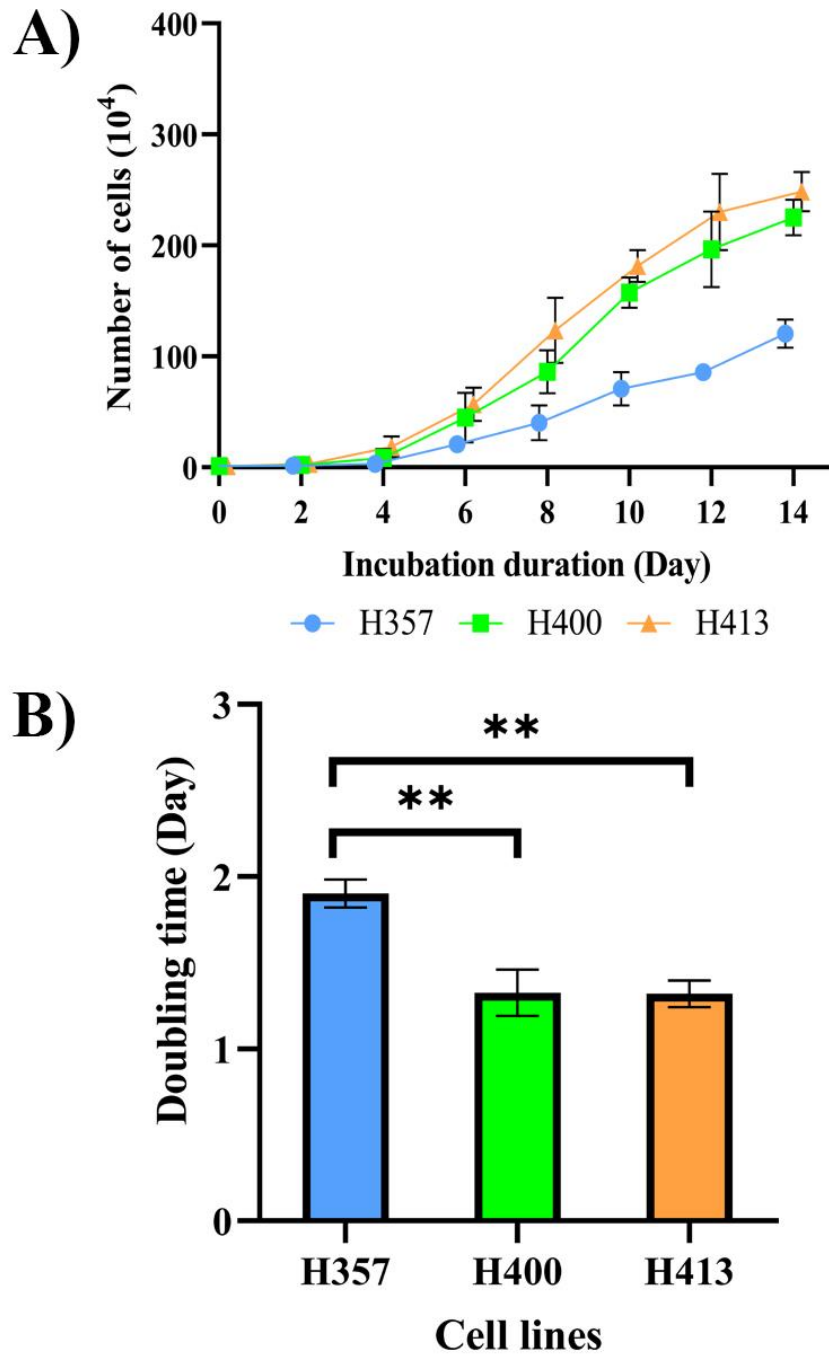 A)
Number of cells (10⁴)
400
300
200
100
0
0 2 4 6 8 10 12 14
Incubation duration (Day)
H357 H400 H413
B)
Doubling time (Day)
3
2
1
0
**
**
H357 H400 H413
Cell lines